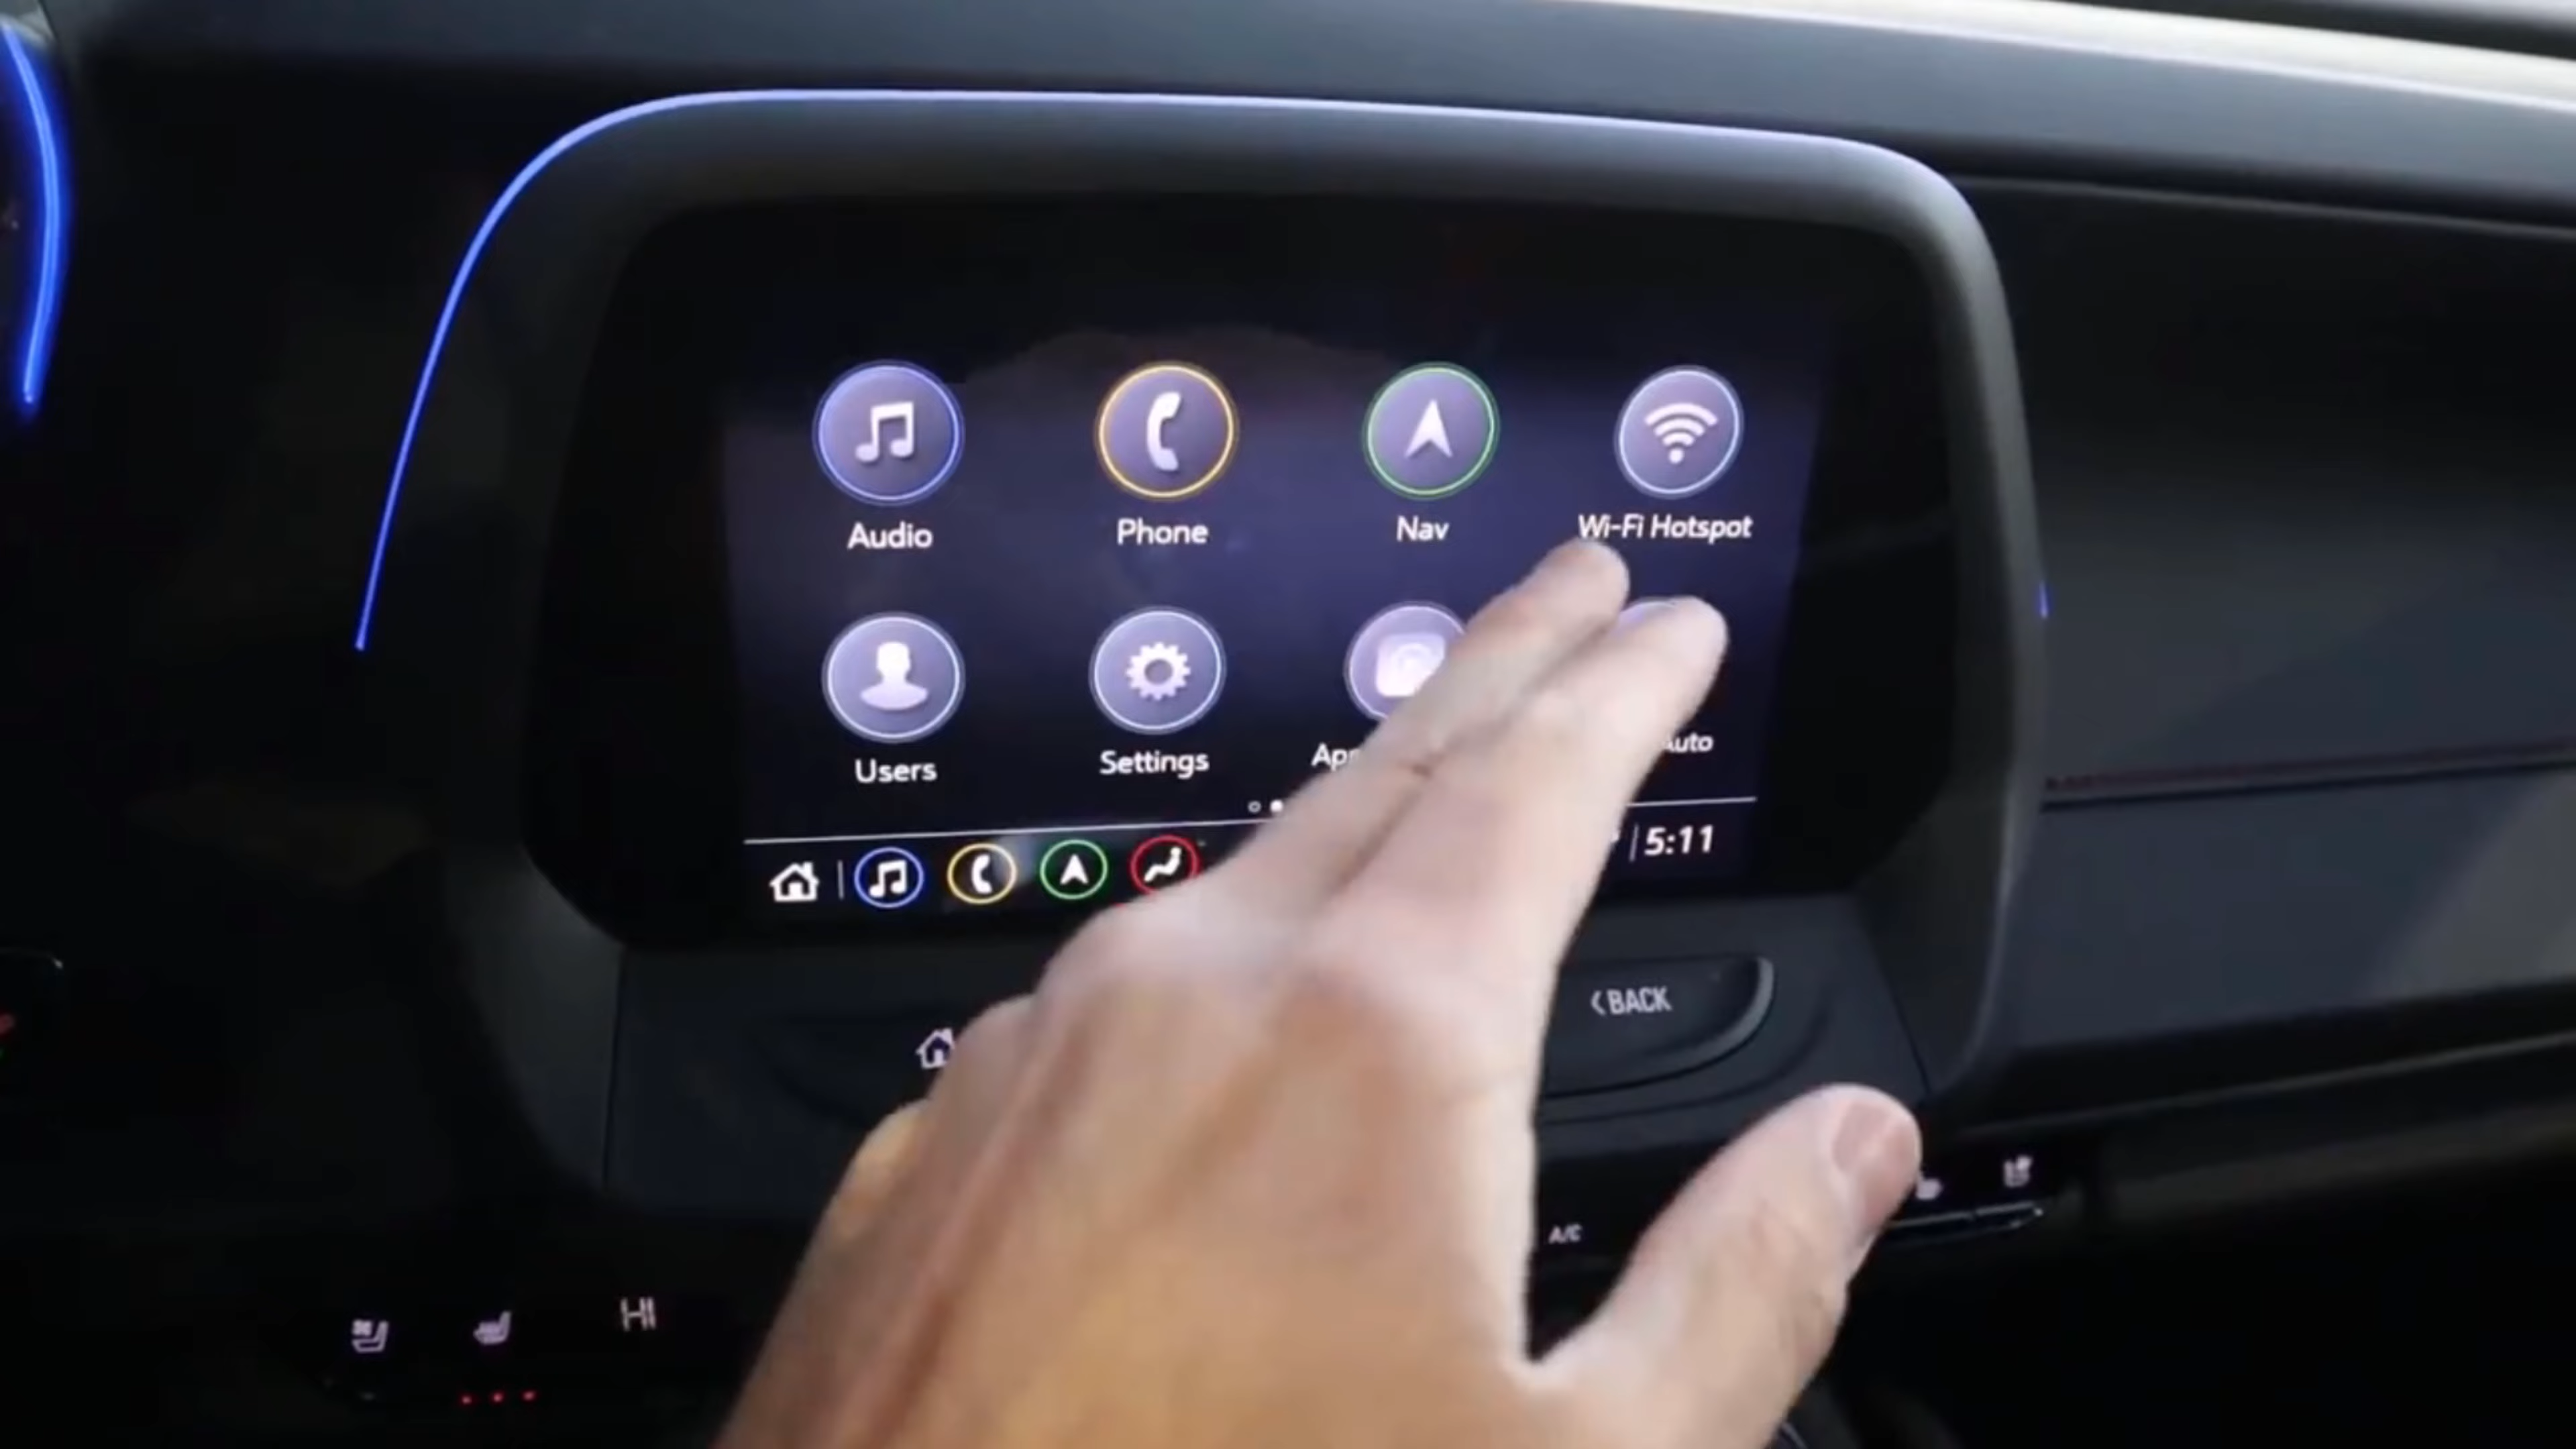 Audio Phone Nav Wi-Fi Hotspot
Users Settings
5:11
< BACK
A/C
HI